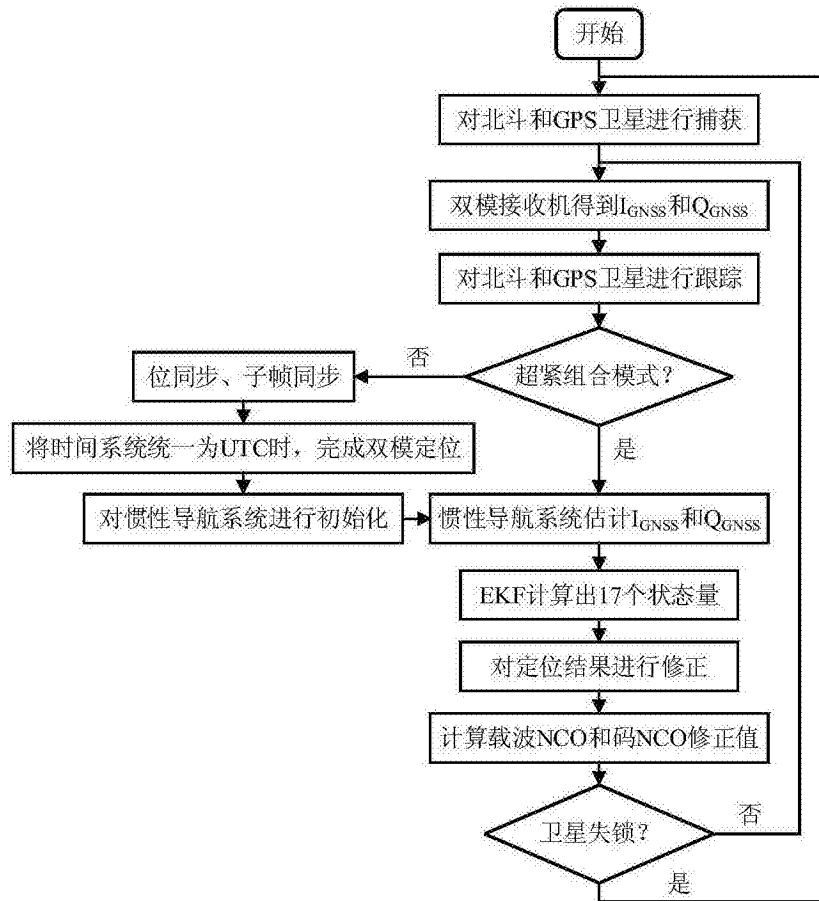 开始
对北斗和GPS卫星进行捕获
双模接收机得到IGNSS和QGNSS
对北斗和GPS卫星进行跟踪
超紧组合模式?
否
位同步、子帧同步
将时间系统统一为UTC时，完成双模定位
对惯性导航系统进行初始化
是
惯性导航系统估计IGNSS和QGNSS
EKF计算出17个状态量
对定位结果进行修正
计算载波NCO和码NCO修正值
卫星失锁?
否
是